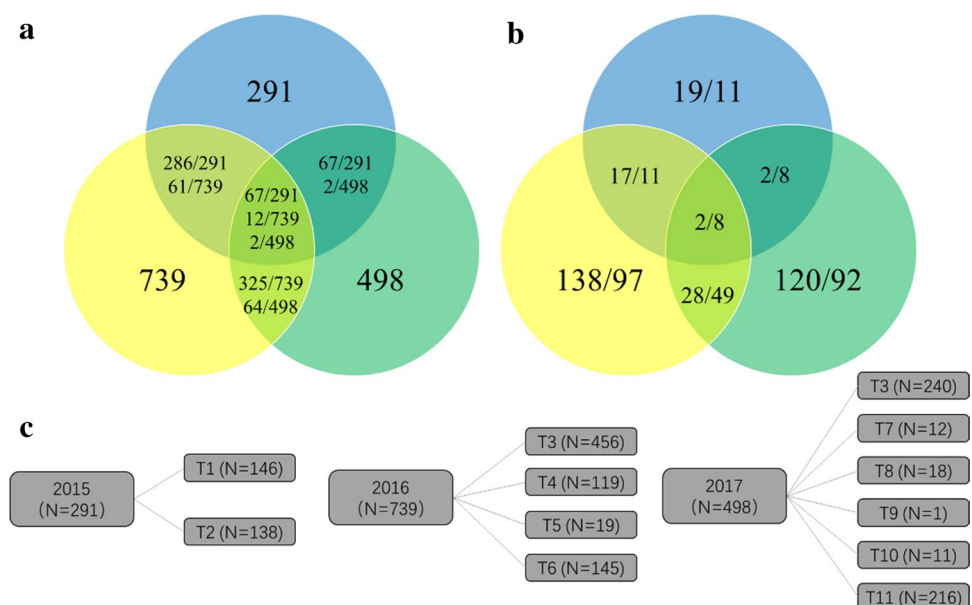 a
291
286/291
61/739
67/291
2/498
67/291
12/739
2/498
739
325/739
64/498
498
b
19/11
17/11
2/8
2/8
138/97
28/49
120/92
c
2015
(N=291)
T1 (N=146)
T2 (N=138)
2016
(N=739)
T3 (N=456)
T4 (N=119)
T5 (N=19)
T6 (N=145)
2017
(N=498)
T3 (N=240)
T7 (N=12)
T8 (N=18)
T9 (N=1)
T10 (N=11)
T11 (N=216)